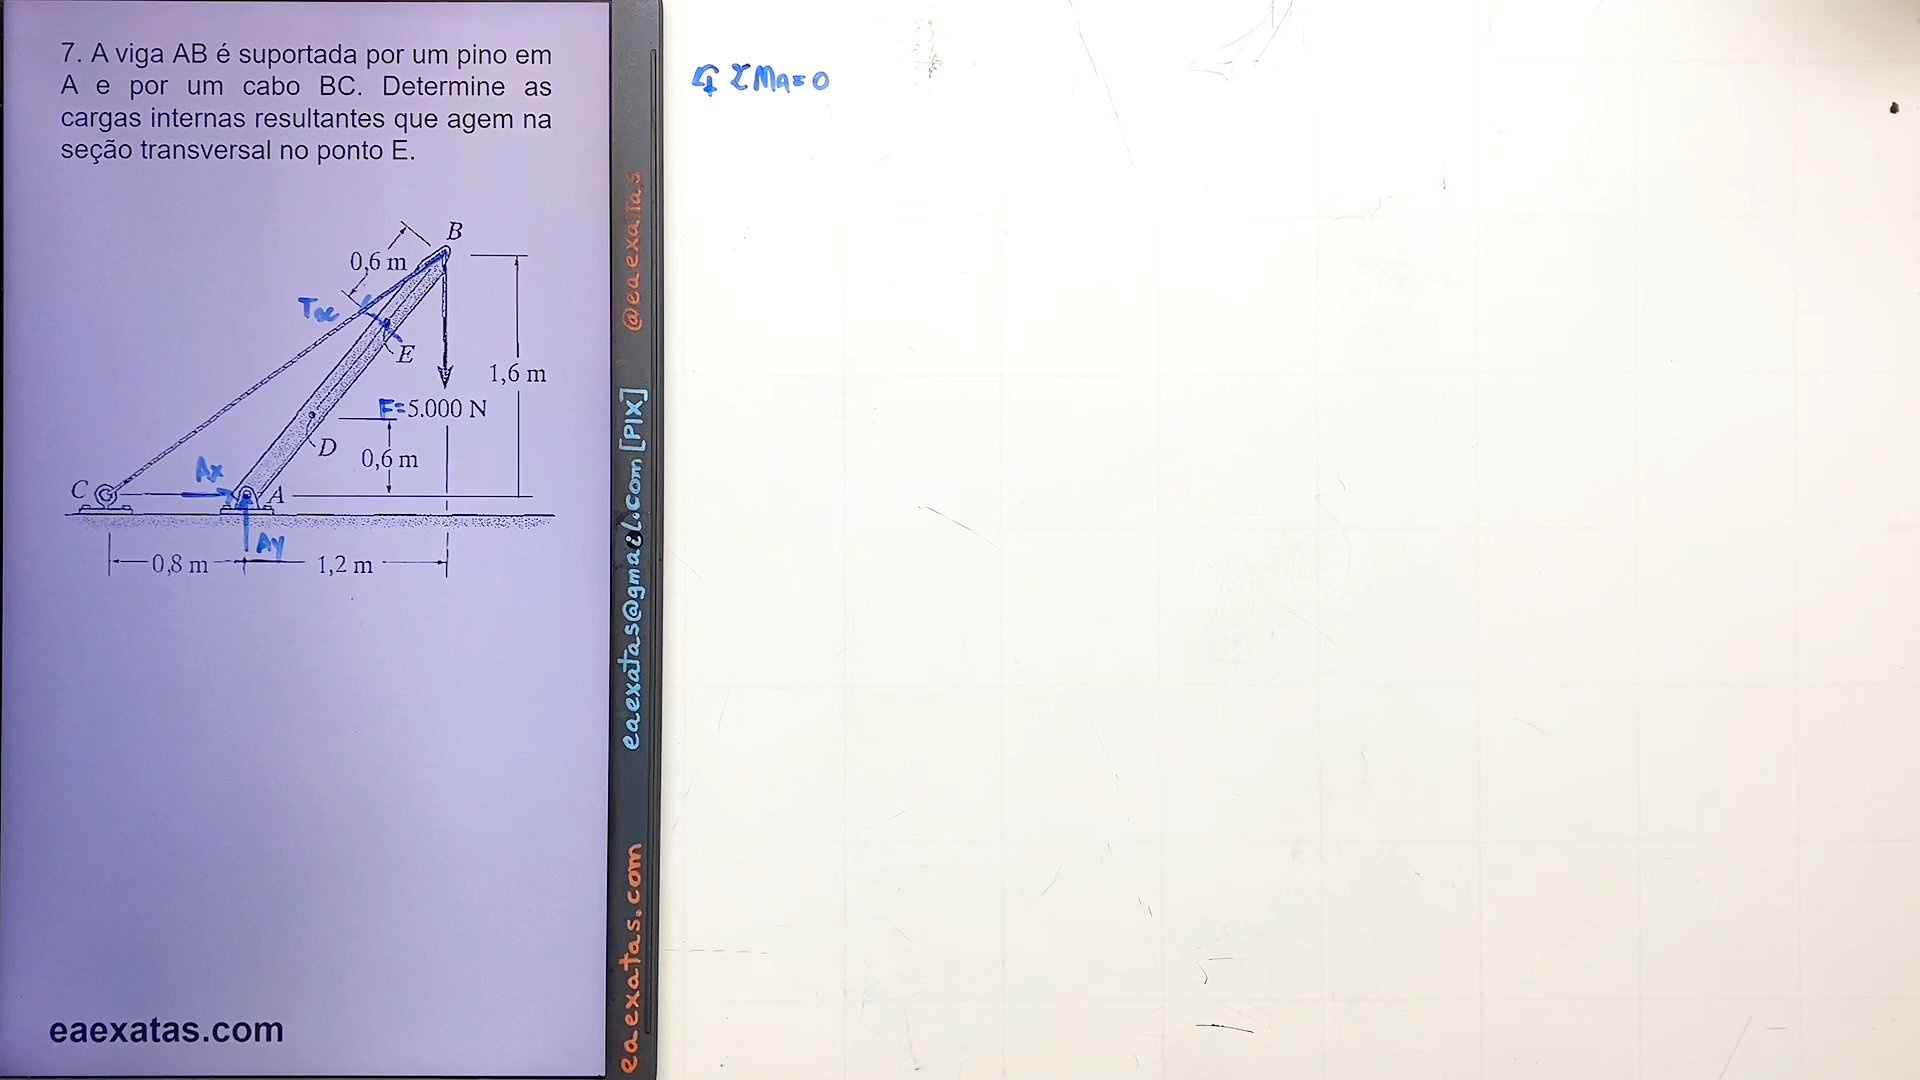 7. A viga AB é suportada por um pino em
A e por um cabo BC. Determine as
cargas internas resultantes que agem na
seção transversal no ponto E.
B
0,6 m
TBC
E
1,6 m
F=5.000 N
D
0,6 m
Ax
C
A
Ay
0,8 m
1,2 m
eaexatas.com
eaexatas.com
eaexatas@gmail.com [PIX]
@eaexatas
ΣMA=0